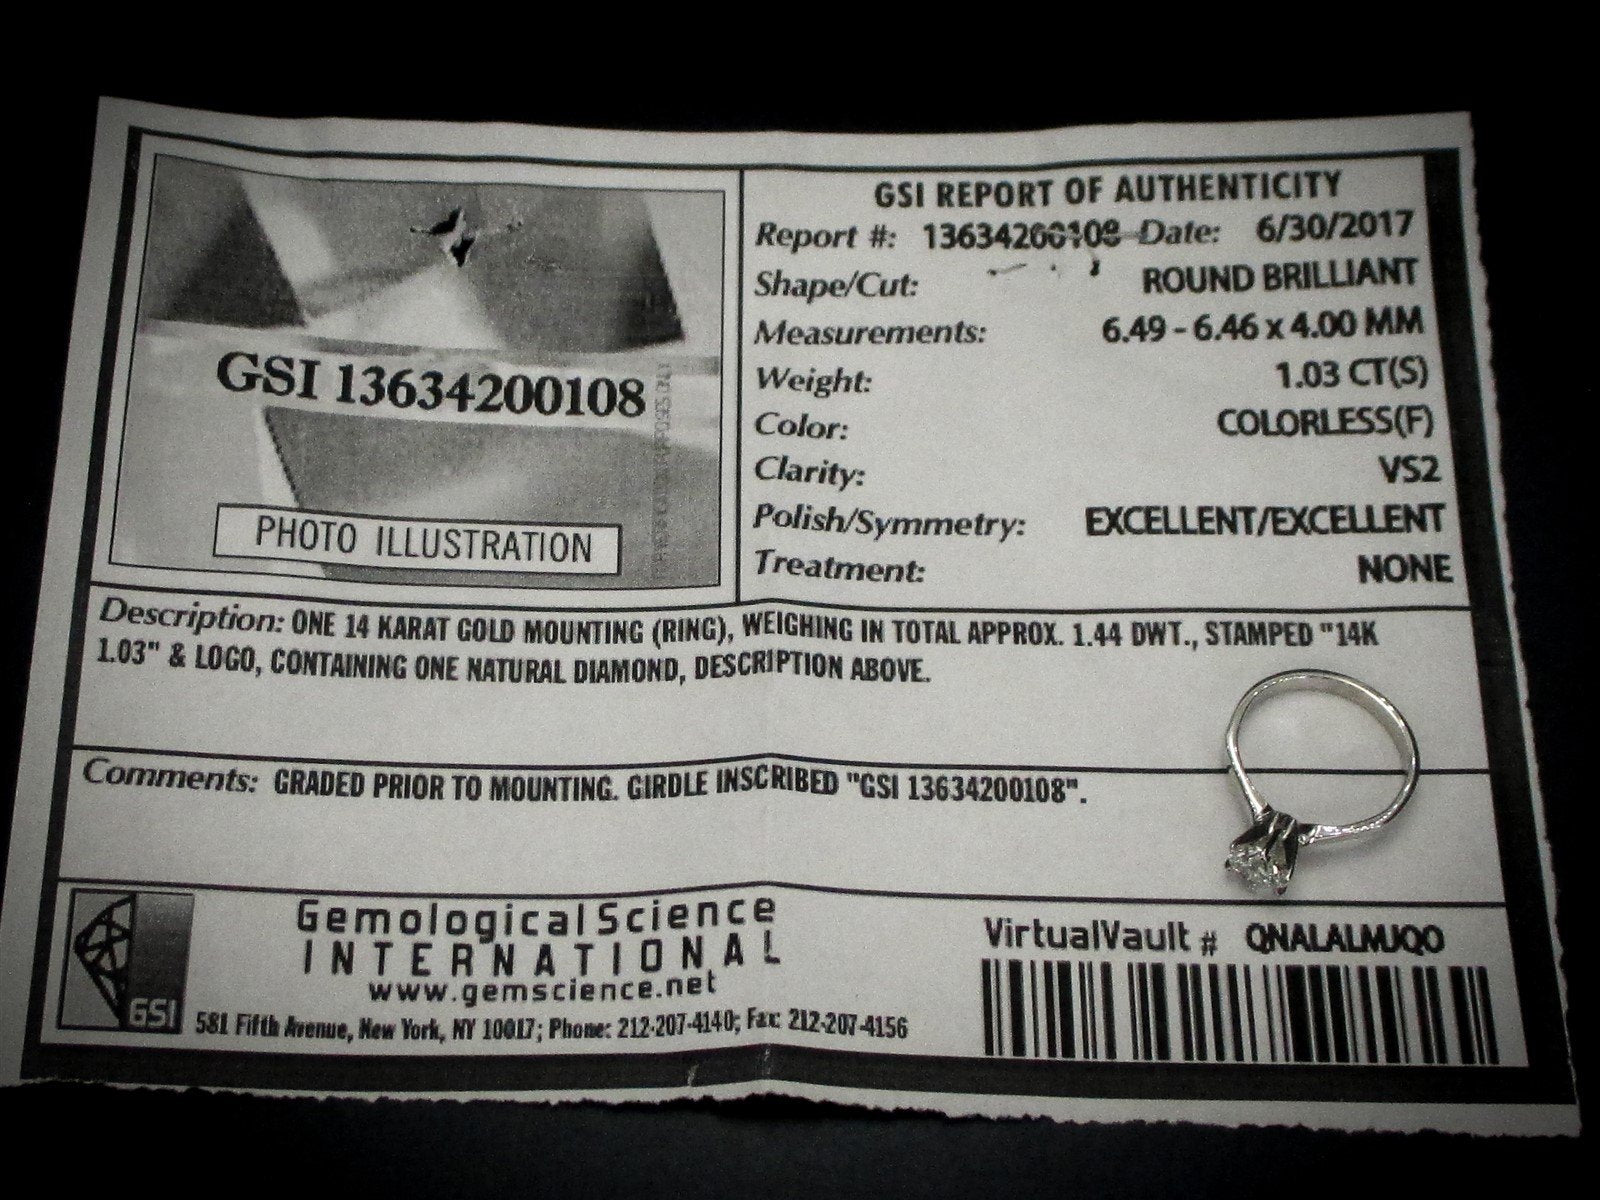 GSI 13634200108
PHOTO ILLUSTRATION
GSI REPORT OF AUTHENTICITY
Report #: 13634200108 Date: 6/30/2017
Shape/Cut: ROUND BRILLIANT
Measurements: 6.49 - 6.46 x 4.00 MM
Weight: 1.03 CT(S)
Color: COLORLESS(F)
Clarity: VS2
Polish/Symmetry: EXCELLENT/EXCELLENT
Treatment: NONE
Description: ONE 14 KARAT GOLD MOUNTING (RING), WEIGHING IN TOTAL APPROX. 1.44 DWT., STAMPED "14K
1.03" & LOGO, CONTAINING ONE NATURAL DIAMOND, DESCRIPTION ABOVE.
Comments: GRADED PRIOR TO MOUNTING. GIRDLE INSCRIBED "GSI 13634200108".
GSI
Gemological Science
INTERNATIONAL
www.gemscience.net
581 Fifth Avenue, New York, NY 10017; Phone: 212-207-4140; Fax: 212-207-4156
VirtualVault # QNALALMJQO